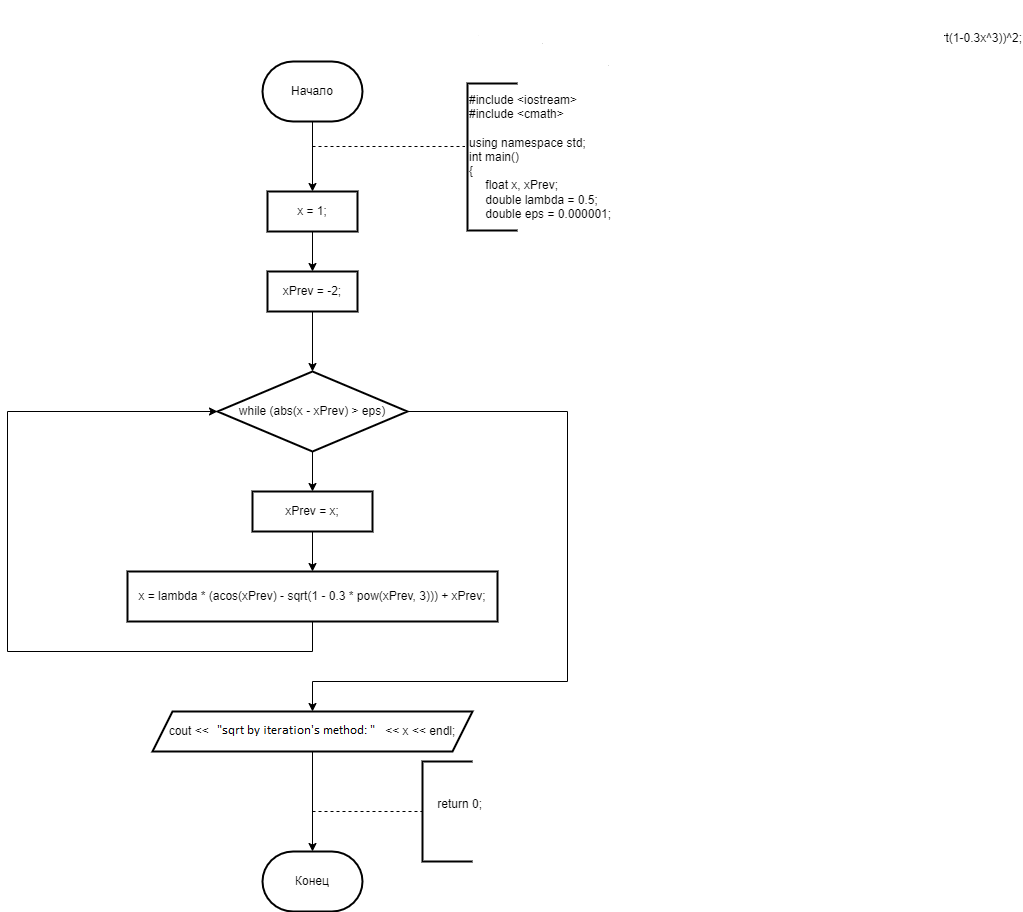 t(1-0.3x^3))^2;
Начало
#include <iostream>
#include <cmath>
using namespace std;
int main()
{
float x, xPrev;
double lambda = 0.5;
double eps = 0.000001;
x = 1;
xPrev = -2;
while (abs(x - xPrev) > eps)
xPrev = x;
x = lambda * (acos(xPrev) - sqrt(1 - 0.3 * pow(xPrev, 3))) + xPrev;
cout << "sqrt by iteration's method: " << x << endl;
return 0;
Конец